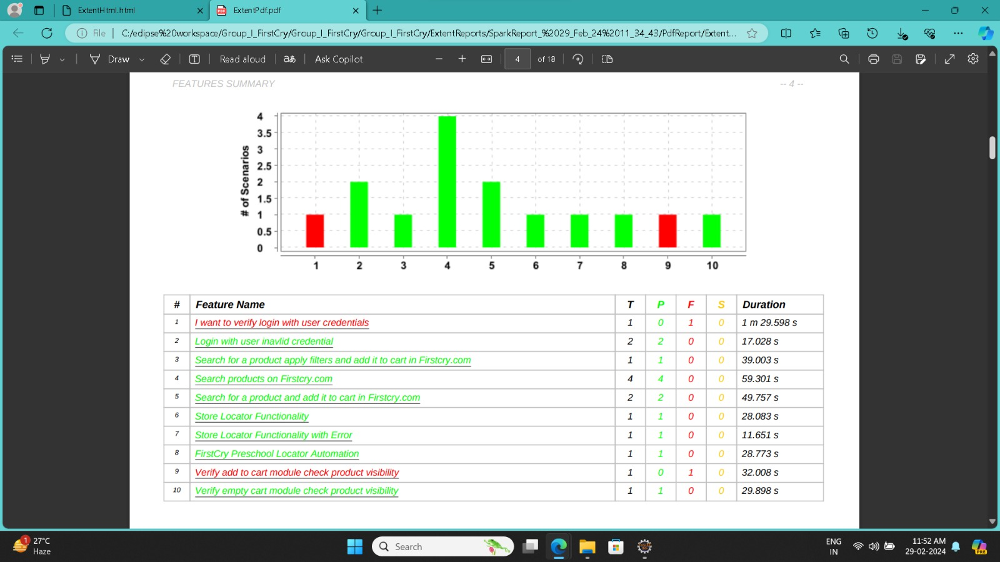 ExtentHtml.html
ExtentPdf.pdf
File
C:/eclipse%20workspace/Group_I_FirstCry/Group_I_FirstCry/Group_I_FirstCry/ExtentReports/SparkReport_%2029_Feb_24%2011_34_43/PdfReport/Extent...
Draw
Read aloud
aあ
Ask Copilot
4 of 18
FEATURES SUMMARY
-- 4 --
# of Scenarios
4
3.5
3
2.5
2
1.5
1
0.5
0
1 2 3 4 5 6 7 8 9 10
# Feature Name T P F S Duration
1 I want to verify login with user credentials 1 0 1 0 1 m 29.598 s
2 Login with user inavlid credential 2 2 0 0 17.028 s
3 Search for a product apply filters and add it to cart in Firstcry.com 1 1 0 0 39.003 s
4 Search products on Firstcry.com 4 4 0 0 59.301 s
5 Search for a product and add it to cart in Firstcry.com 2 2 0 0 49.757 s
6 Store Locator Functionality 1 1 0 0 28.083 s
7 Store Locator Functionality with Error 1 1 0 0 11.651 s
8 FirstCry Preschool Locator Automation 1 1 0 0 28.773 s
9 Verify add to cart module check product visibility 1 0 1 0 32.008 s
10 Verify empty cart module check product visibility 1 1 0 0 29.898 s
1
27°C
Haze
Search
ENG
IN
11:52 AM
29-02-2024
PRE